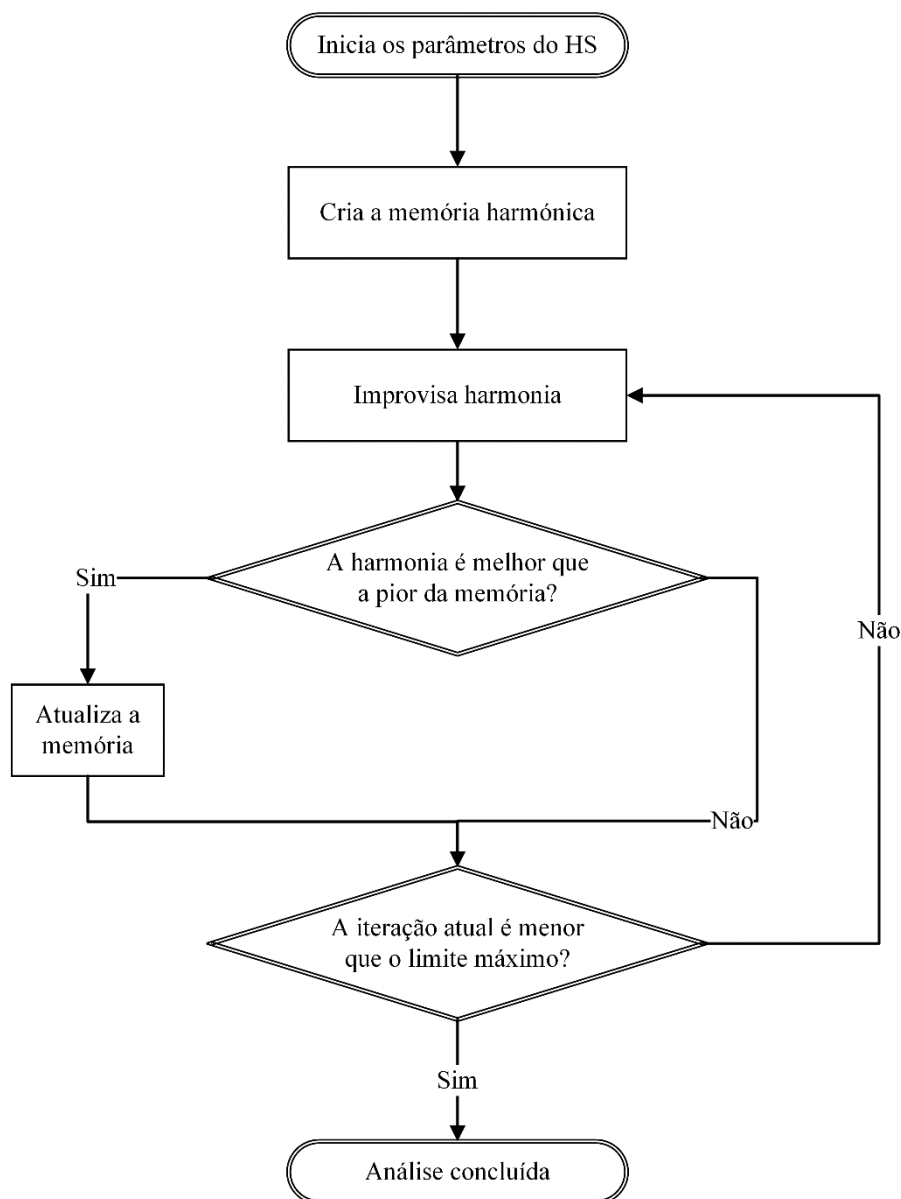 Inicia os parâmetros do HS
Cria a memória harmónica
Improvisa harmonia
A harmonia é melhor que
a pior da memória?
Sim
Não
Atualiza a
memória
Não
A iteração atual é menor
que o limite máximo?
Sim
Análise concluída